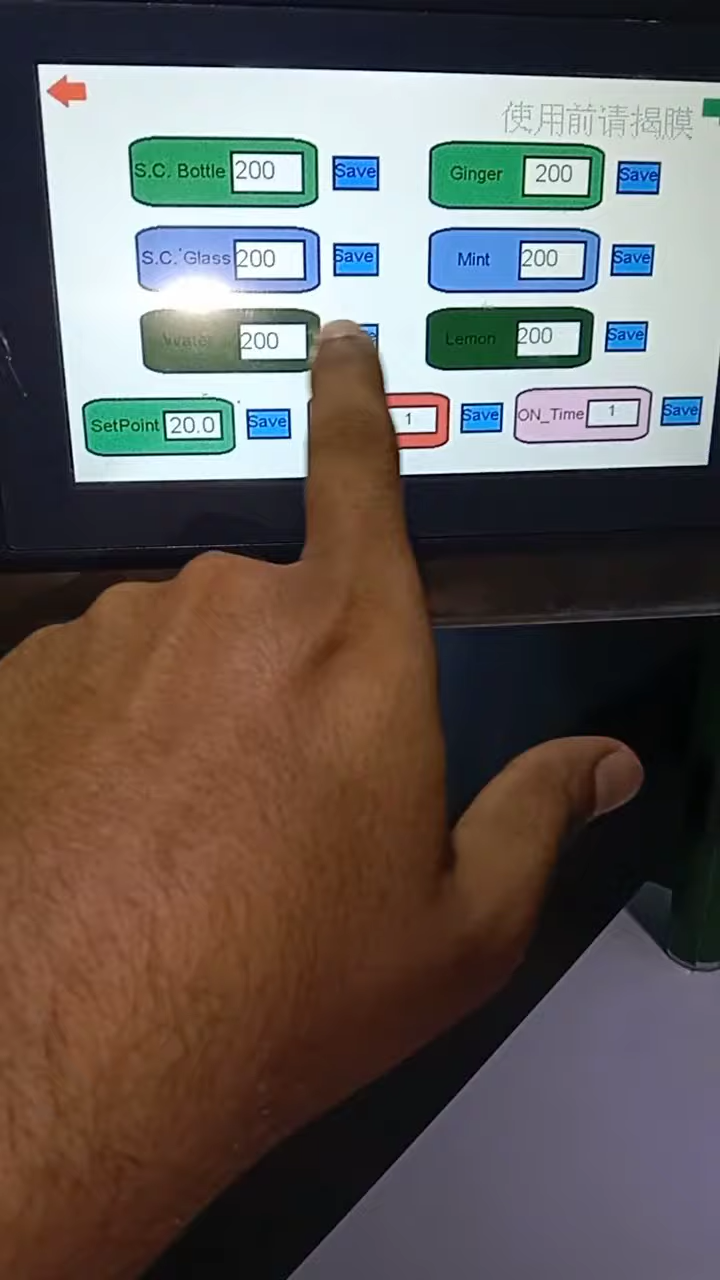 使用前请揭膜
S.C. Bottle 200 Save Ginger 200 Save
S.C. Glass 200 Save Mint 200 Save
Water 200 Lemon 200 Save
SetPoint 20.0 Save 1 Save ON_Time 1 Save